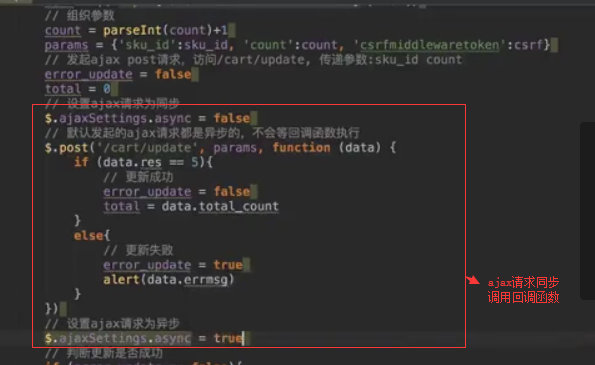 // 组织参数
count = parseInt(count)+1
params = {'sku_id':sku_id, 'count':count, 'csrfmiddlewaretoken':csrf}
// 发起ajax post请求, 访问/cart/update, 传递参数:sku_id count
error_update = false
total = 0
// 设置ajax请求为同步
$.ajaxSettings.async = false
// 默认发起的ajax请求都是异步的, 不会等回调函数执行
$.post('/cart/update', params, function (data) {
if (data.res == 5){
// 更新成功
error_update = false
total = data.total_count
}
else{
// 更新失败
error_update = true
alert(data.errmsg)
}
})
// 设置ajax请求为异步
$.ajaxSettings.async = true
// 判断更新是否成功
ajax请求同步
调用回调函数